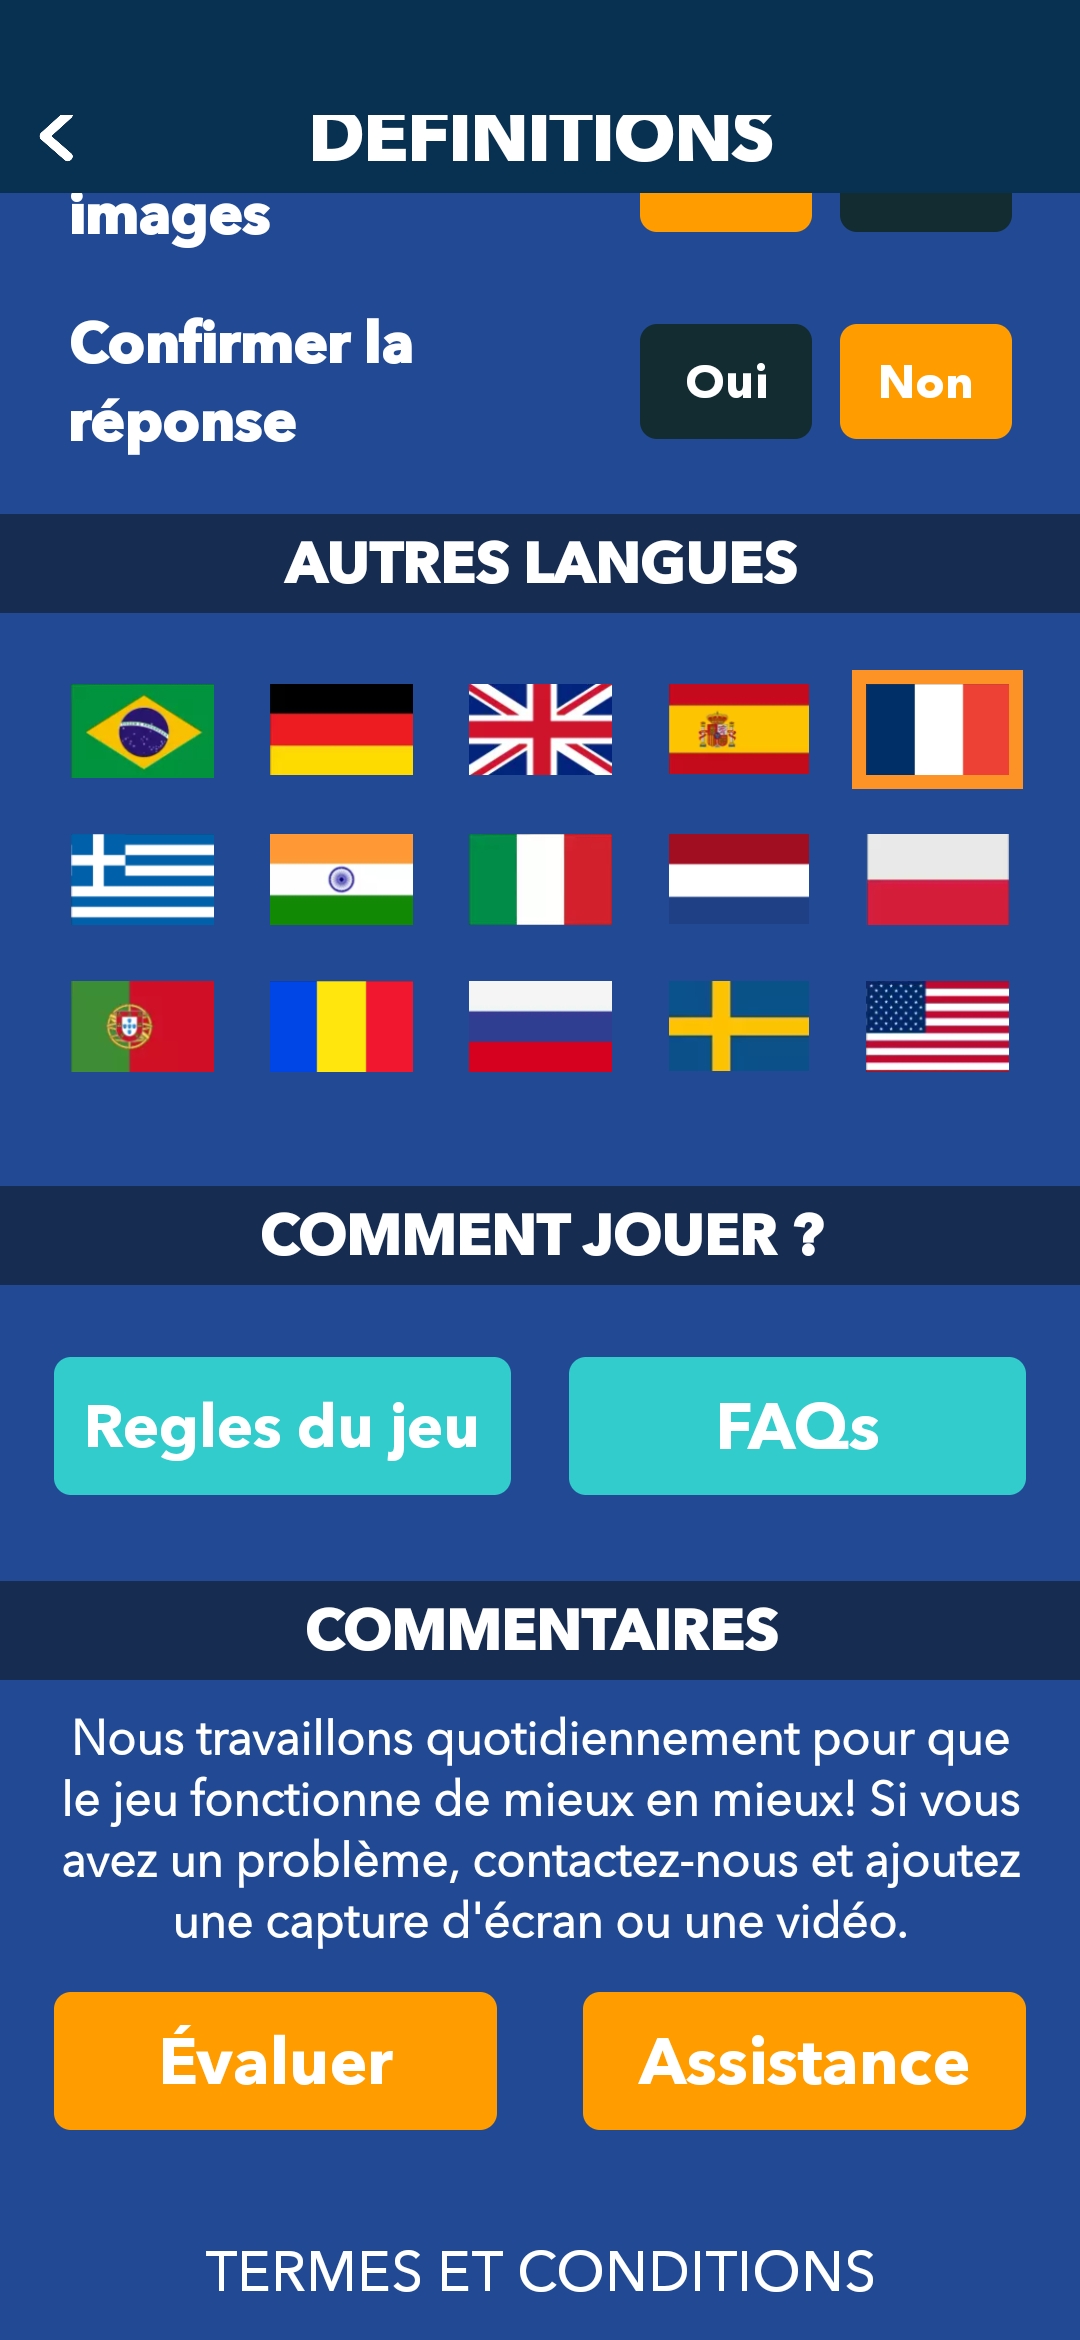 DEFINITIONS
images
Confirmer la
réponse
Oui
Non
AUTRES LANGUES
COMMENT JOUER ?
Regles du jeu
FAQs
COMMENTAIRES
Nous travaillons quotidiennement pour que
le jeu fonctionne de mieux en mieux! Si vous
avez un problème, contactez-nous et ajoutez
une capture d'écran ou une vidéo.
Évaluer
Assistance
TERMES ET CONDITIONS